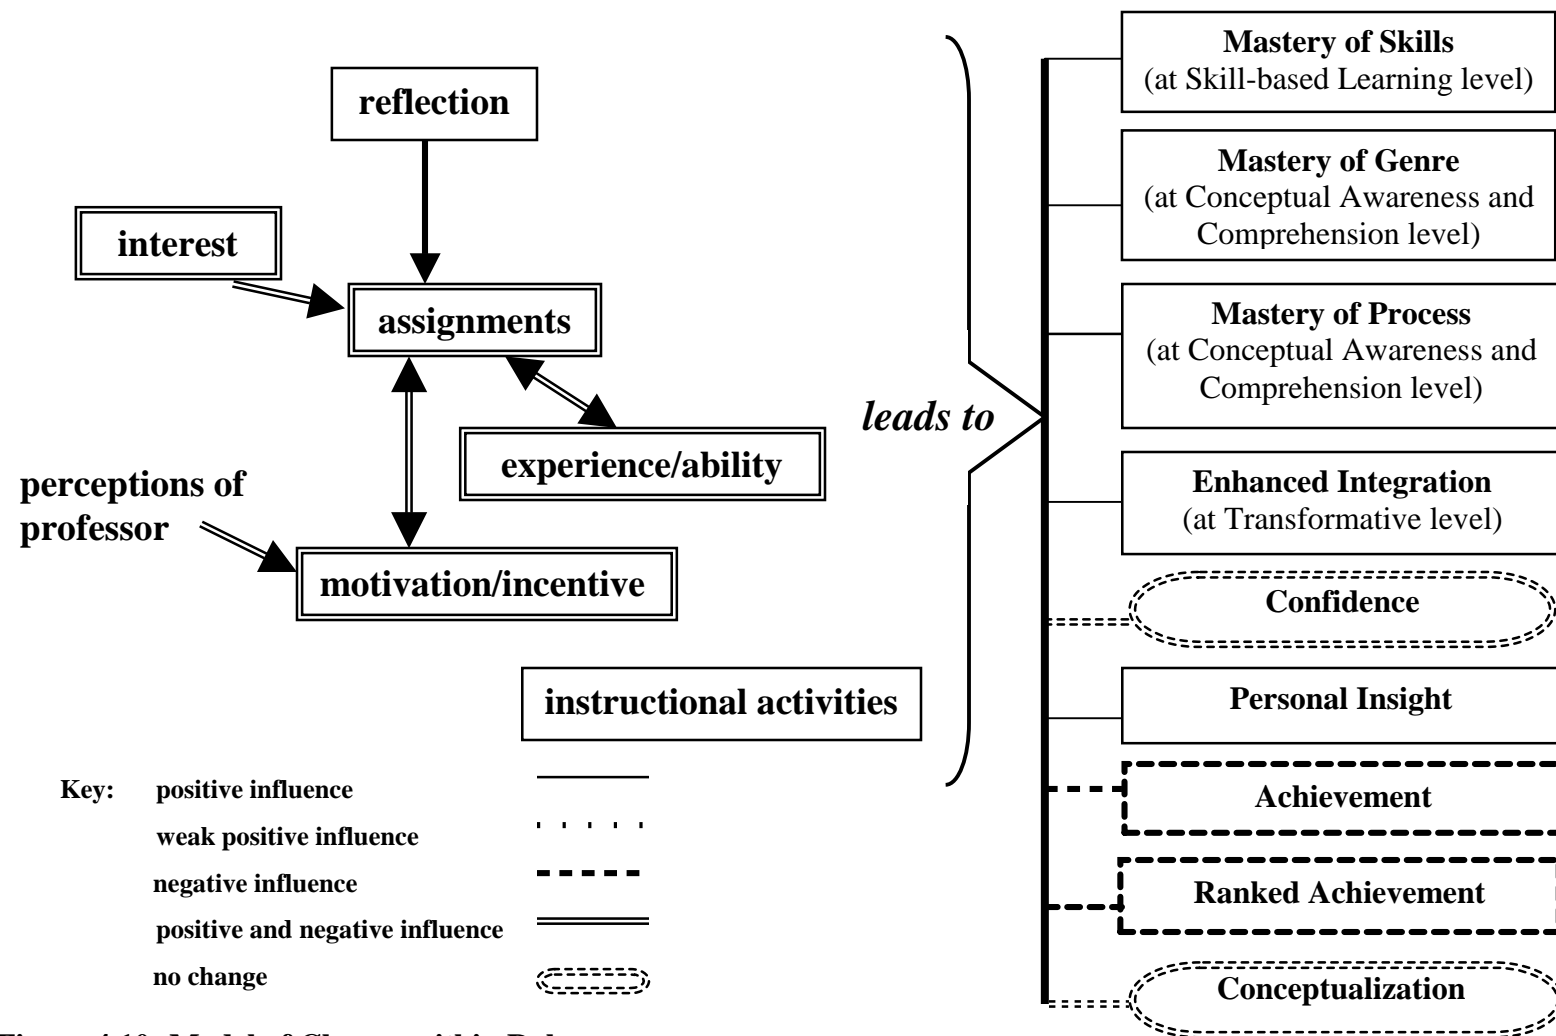 reflection
interest
assignments
experience/ability
perceptions of
professor
motivation/incentive
instructional activities
leads to
Mastery of Skills
(at Skill-based Learning level)
Mastery of Genre
(at Conceptual Awareness and
Comprehension level)
Mastery of Process
(at Conceptual Awareness and
Comprehension level)
Enhanced Integration
(at Transformative level)
Confidence
Personal Insight
Achievement
Ranked Achievement
Conceptualization
Key:
positive influence
weak positive influence
negative influence
positive and negative influence
no change